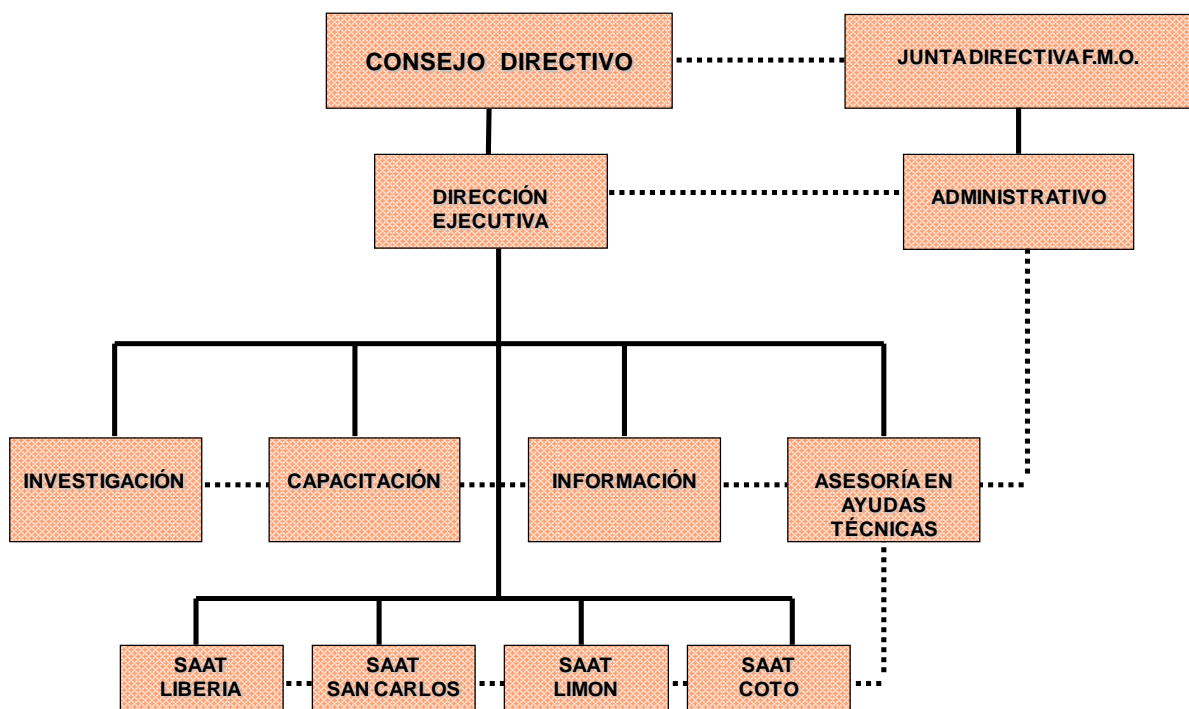 CONSEJO DIRECTIVO
JUNTA DIRECTIVA F.M.O.
DIRECCIÓN
EJECUTIVA
ADMINISTRATIVO
INVESTIGACIÓN
CAPACITACIÓN
INFORMACIÓN
ASESORÍA EN
AYUDAS
TÉCNICAS
SAAT
LIBERIA
SAAT
SAN CARLOS
SAAT
LIMON
SAAT
COTO